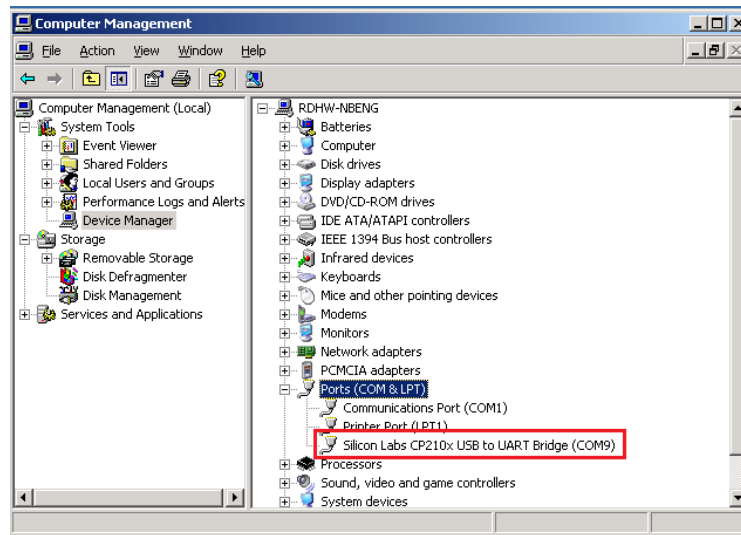 Computer Management
File Action View Window Help
Computer Management (Local)
System Tools
Event Viewer
Shared Folders
Local Users and Groups
Performance Logs and Alerts
Device Manager
Storage
Removable Storage
Disk Defragmenter
Disk Management
Services and Applications
RDHW-NBENG
Batteries
Computer
Disk drives
Display adapters
DVD/CD-ROM drives
IDE ATA/ATAPI controllers
IEEE 1394 Bus host controllers
Infrared devices
Keyboards
Mice and other pointing devices
Modems
Monitors
Network adapters
PCMCIA adapters
Ports (COM & LPT)
Communications Port (COM1)
Printer Port (LPT1)
Silicon Labs CP210x USB to UART Bridge (COM9)
Processors
Sound, video and game controllers
System devices